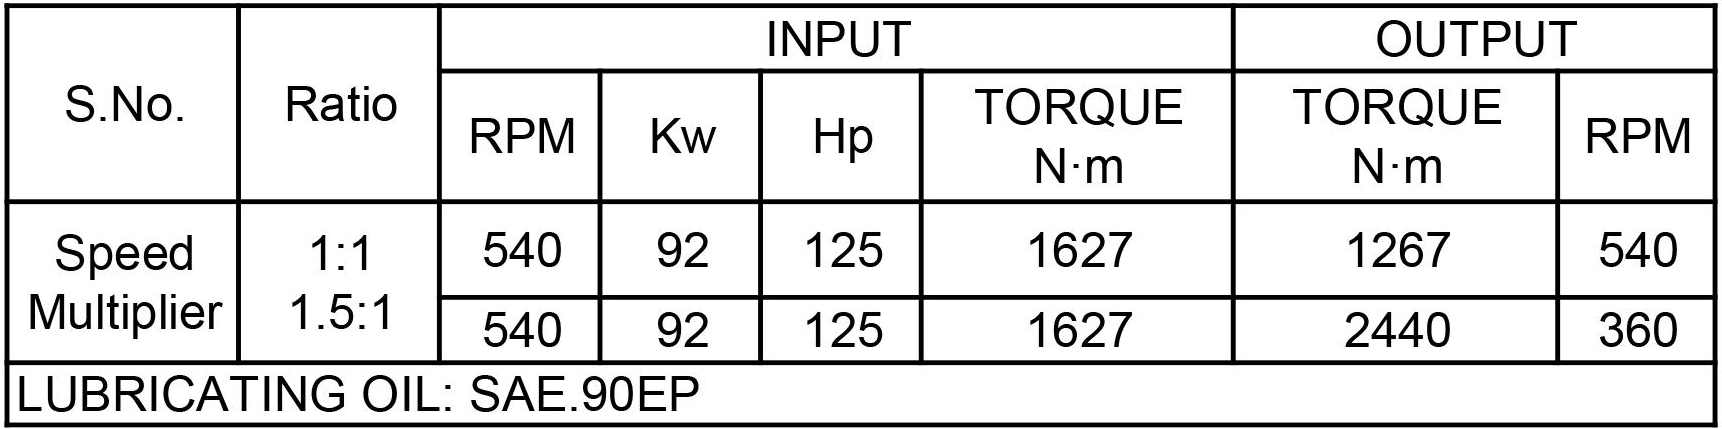 INPUT OUTPUT
S.No. Ratio RPM Kw Hp TORQUE N·m TORQUE N·m RPM
Speed Multiplier 1:1 1.5:1
540 92 125 1627 1267 540
540 92 125 1627 2440 360
LUBRICATING OIL: SAE.90EP